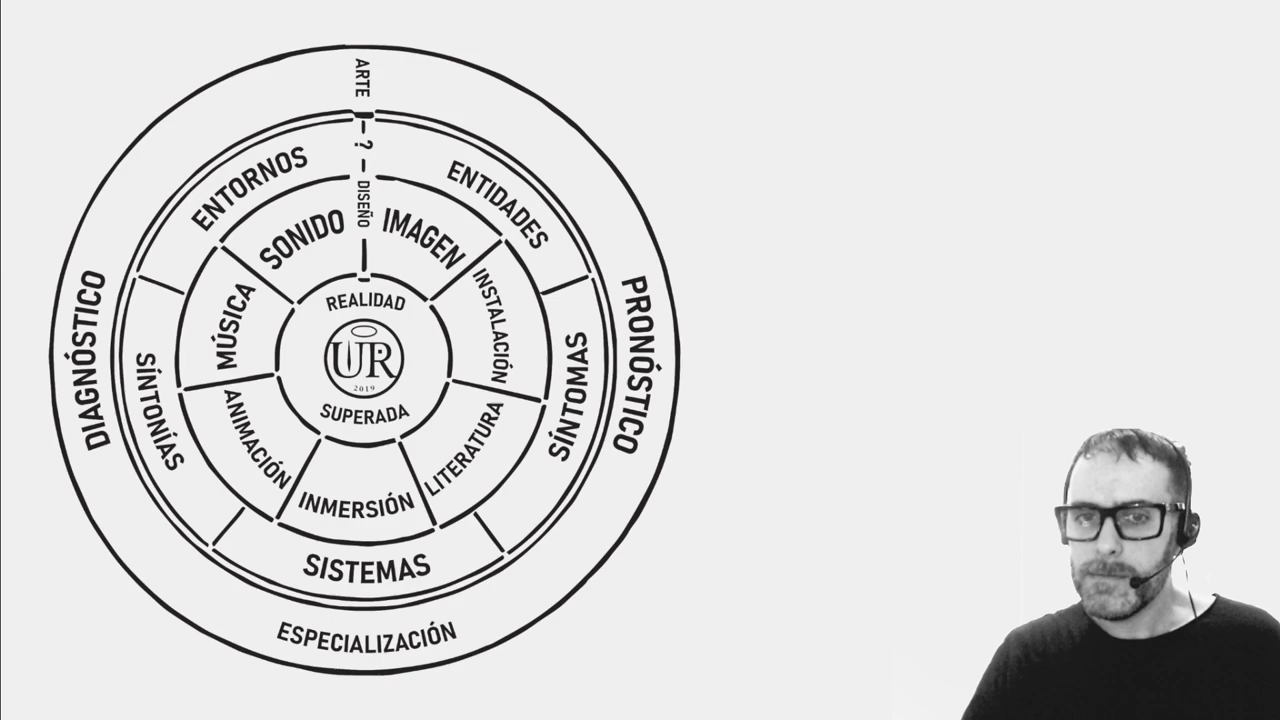 ARTE
?
DISEÑO
ENTORNOS
ENTIDADES
SONIDO
IMAGEN
DIAGNÓSTICO
PRONÓSTICO
MÚSICA
INSTALACIÓN
REALIDAD
UR
2019
SUPERADA
SÍNTONÍAS
SÍNTOMAS
ANIMACIÓN
LITERATURA
INMERSIÓN
SISTEMAS
ESPECIALIZACIÓN